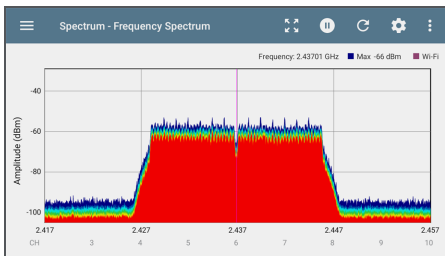 Spectrum - Frequency Spectrum
Frequency: 2.43701 GHz Max -66 dBm Wi-Fi
Amplitude (dBm)
-40
-60
-80
-100
2.417 2.427 2.437 2.447 2.457
CH 3 4 5 6 7 8 9 10